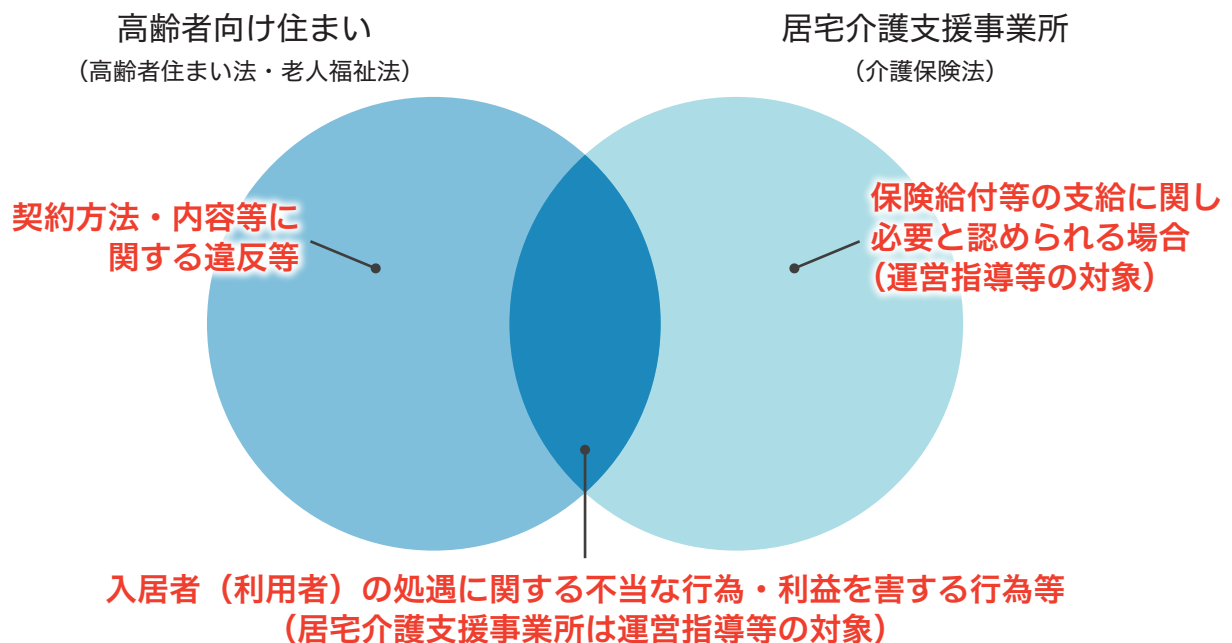 高齢者向け住まい
（高齢者住まい法・老人福祉法）
居宅介護支援事業所
（介護保険法）
契約方法・内容等に
関する違反等
保険給付等の支給に関し
必要と認められる場合
（運営指導等の対象）
入居者（利用者）の処遇に関する不当な行為・利益を害する行為等
（居宅介護支援事業所は運営指導等の対象）